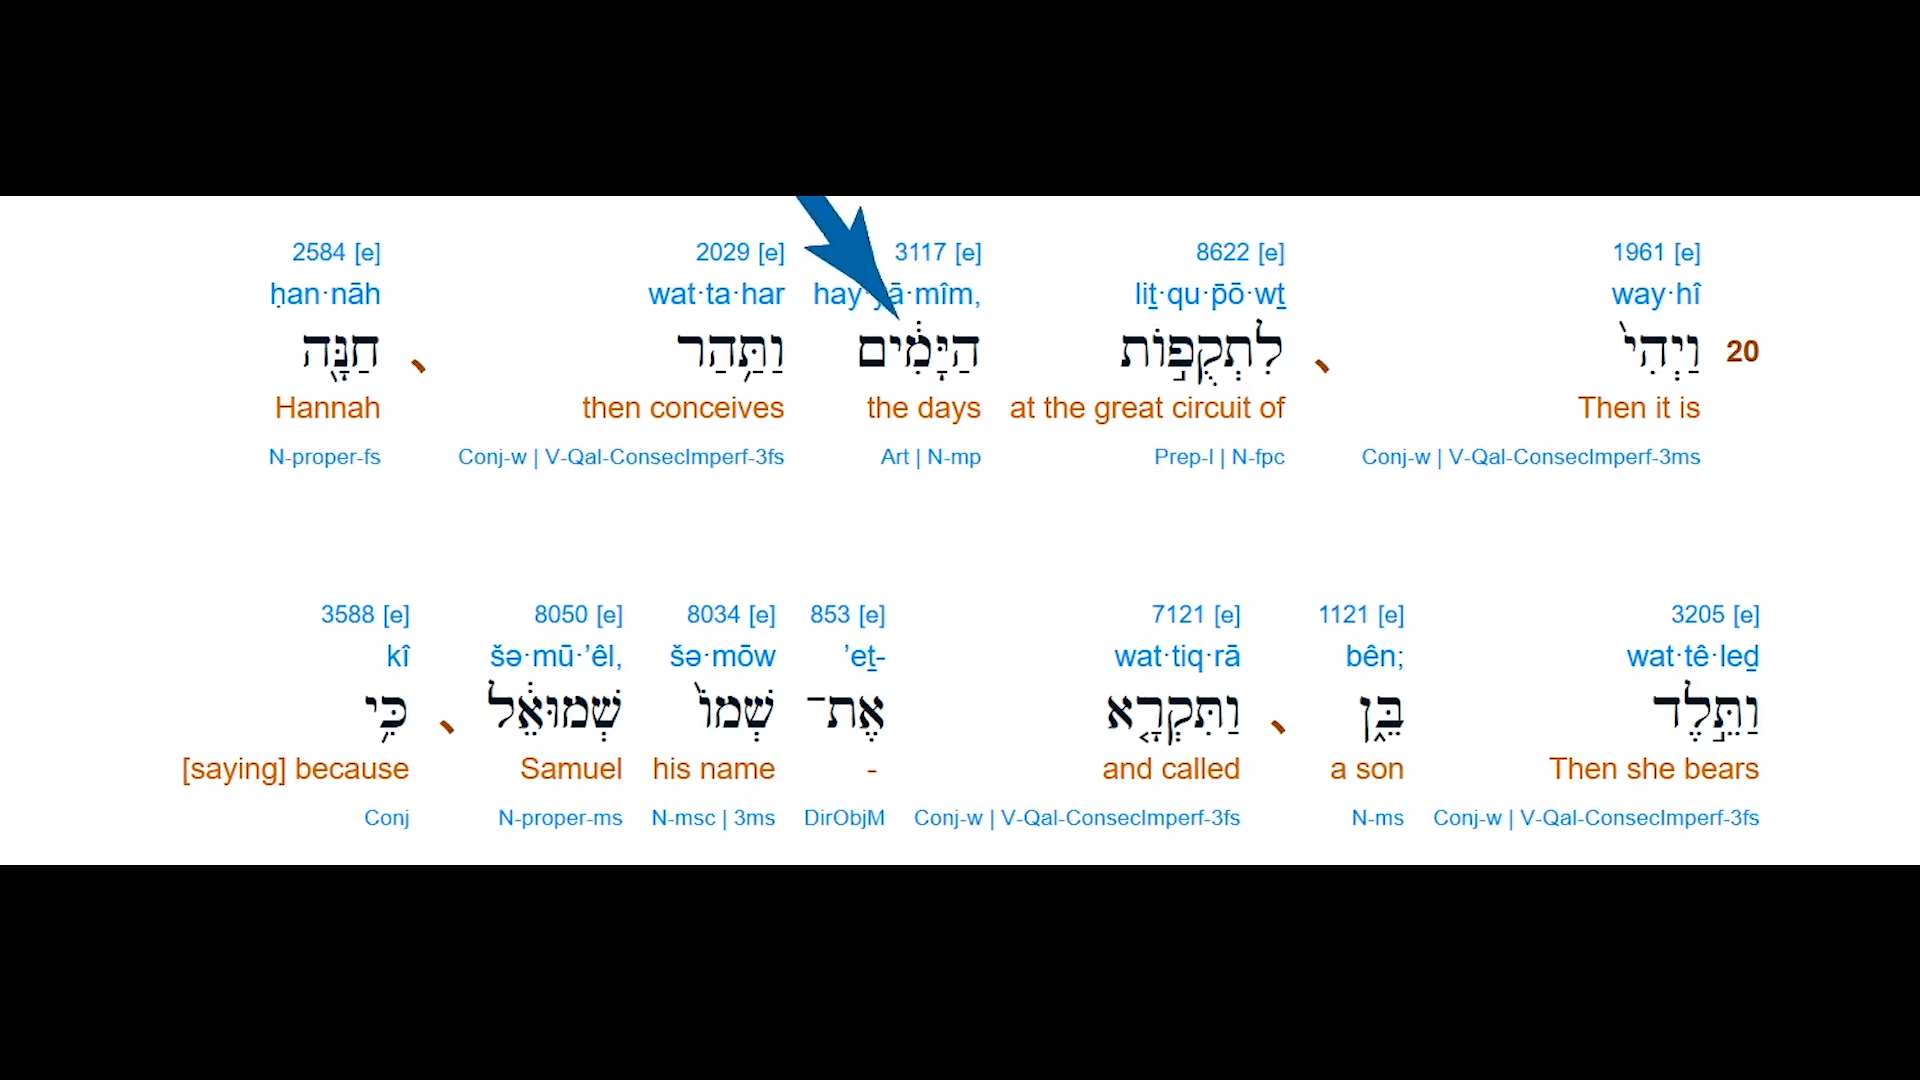 2584 [e] 2029 [e] 3117 [e] 8622 [e] 1961 [e]
ḥan·nāh wat·ta·har hay·yā·mîm, liṯ·qu·p̄ō·wṯ way·hî
20 וַיְהִי֙ 、 לִתְקֻפ֣וֹת הַיָּמִ֔ים וַתַּ֥הַר 、 חַנָּ֖ה
Hannah then conceives the days at the great circuit of Then it is
N-proper-fs Conj-w | V-Qal-ConsecImperf-3fs Art | N-mp Prep-l | N-fpc Conj-w | V-Qal-ConsecImperf-3ms
3588 [e] 8050 [e] 8034 [e] 853 [e] 7121 [e] 1121 [e] 3205 [e]
kî šə·mū·’êl, šə·mōw ’eṯ- wat·tiq·rā bên; wat·tê·leḏ
וַתֵּ֣לֶד בֵּ֑ן 、 וַתִּקְרָ֤א אֶת־ שְׁמוֹ֙ שְׁמוּאֵ֔ל 、 כִּ֥י
[saying] because Samuel his name - and called a son Then she bears
Conj N-proper-ms N-msc | 3ms DirObjM Conj-w | V-Qal-ConsecImperf-3fs N-ms Conj-w | V-Qal-ConsecImperf-3fs